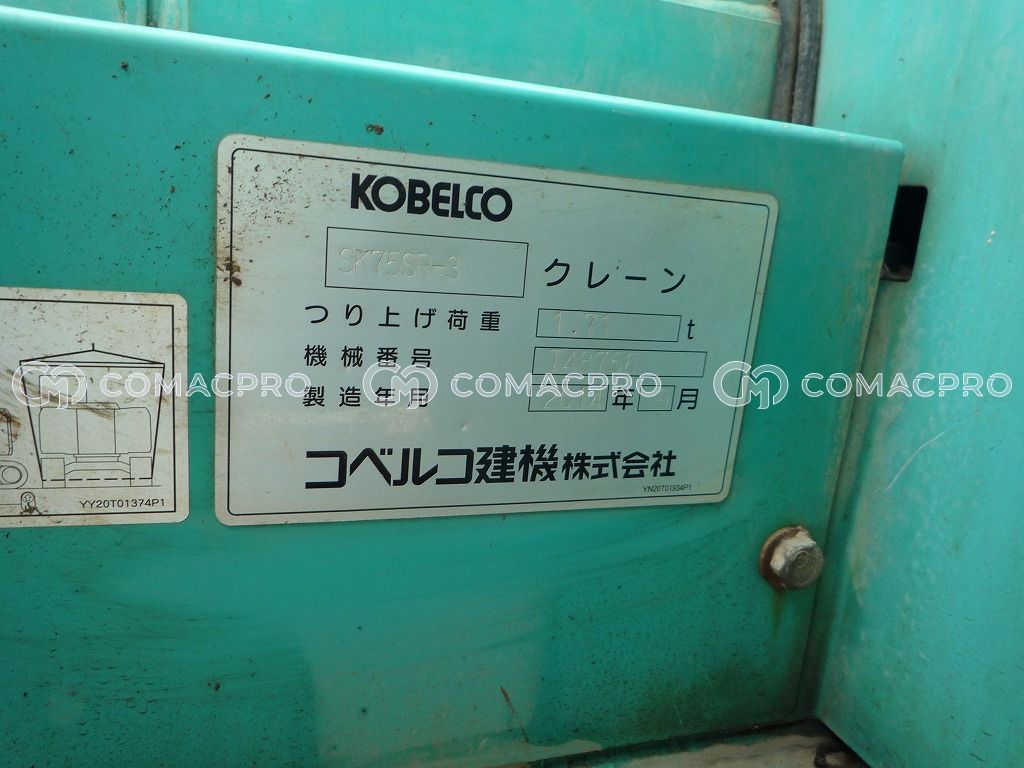 KOBELCO
SK75SR-3 クレーン
つり上げ荷重 1.71 t
機械番号
製造年月 年 月
コベルコ建機株式会社
YN20T01934P1
YY20T01374P1
COMACPRO COMACPRO COMACPRO